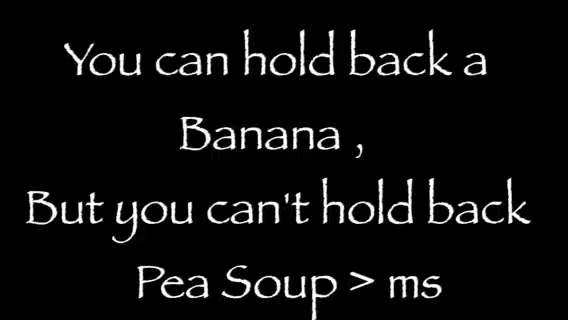 You can hold back a
Banana ,
But you can't hold back
Pea Soup > ms